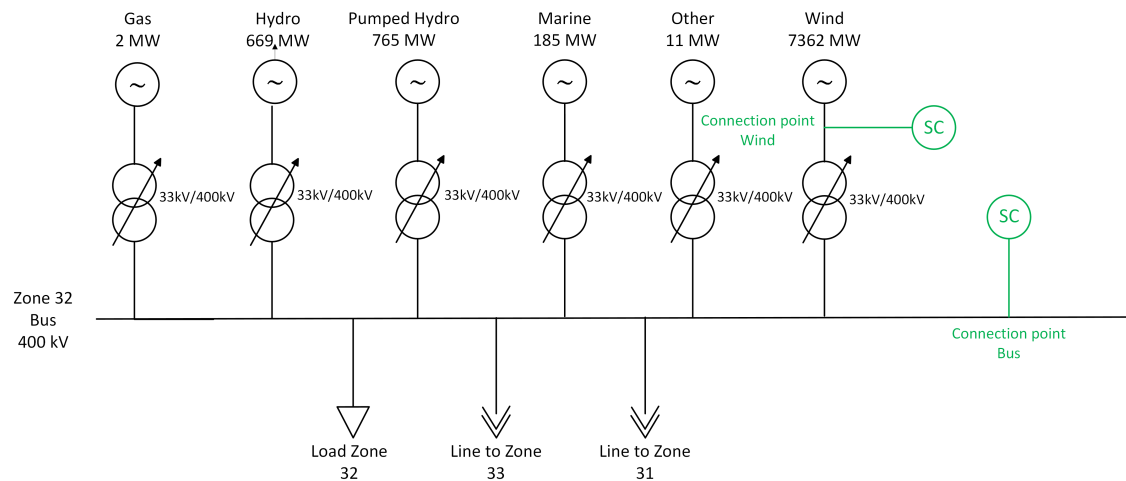 Gas
2 MW
Hydro
669 MW
Pumped Hydro
765 MW
Marine
185 MW
Other
11 MW
Wind
7362 MW
~
~
~
~
~
~
Connection point
Wind
SC
33kV/400kV
33kV/400kV
33kV/400kV
33kV/400kV
33kV/400kV
33kV/400kV
SC
Zone 32
Bus
400 kV
Connection point
Bus
Load Zone
32
Line to Zone
33
Line to Zone
31